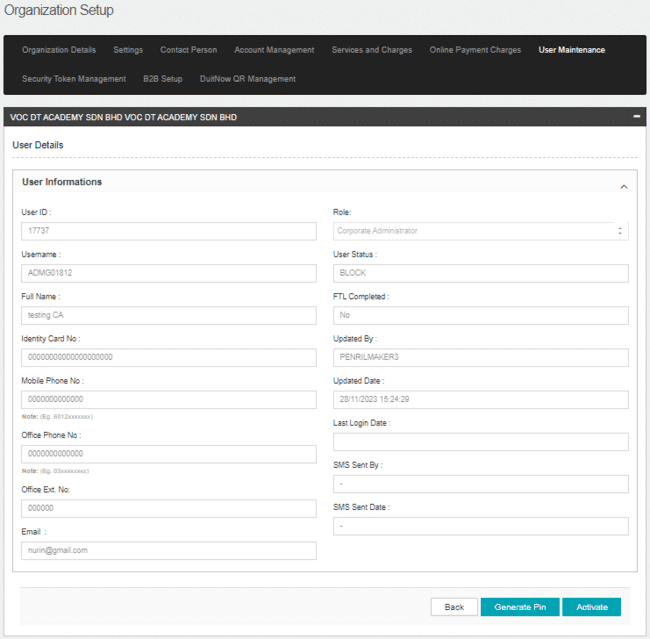 Organization Setup
Organization Details Settings Contact Person Account Management Services and Charges Online Payment Charges User Maintenance
Security Token Management B2B Setup DuitNow QR Management
VOC DT ACADEMY SDN BHD VOC DT ACADEMY SDN BHD
User Details
User Informations
User ID :
17737
Username :
ADMG01812
Full Name :
testing CA
Identity Card No :
00000000000000000000
Mobile Phone No :
0000000000000
Note: (Eg. 6012xxxxxxx)
Office Phone No :
0000000000000
Note: (Eg. 03xxxxxxxx)
Office Ext. No:
000000
Email :
nurin@gmail.com
Role:
Corporate Administrator
User Status :
BLOCK
FTL Completed :
No
Updated By :
PENRILMAKER3
Updated Date :
28/11/2023 15:24:29
Last Login Date :
SMS Sent By :
-
SMS Sent Date :
-
Back Generate Pin Activate